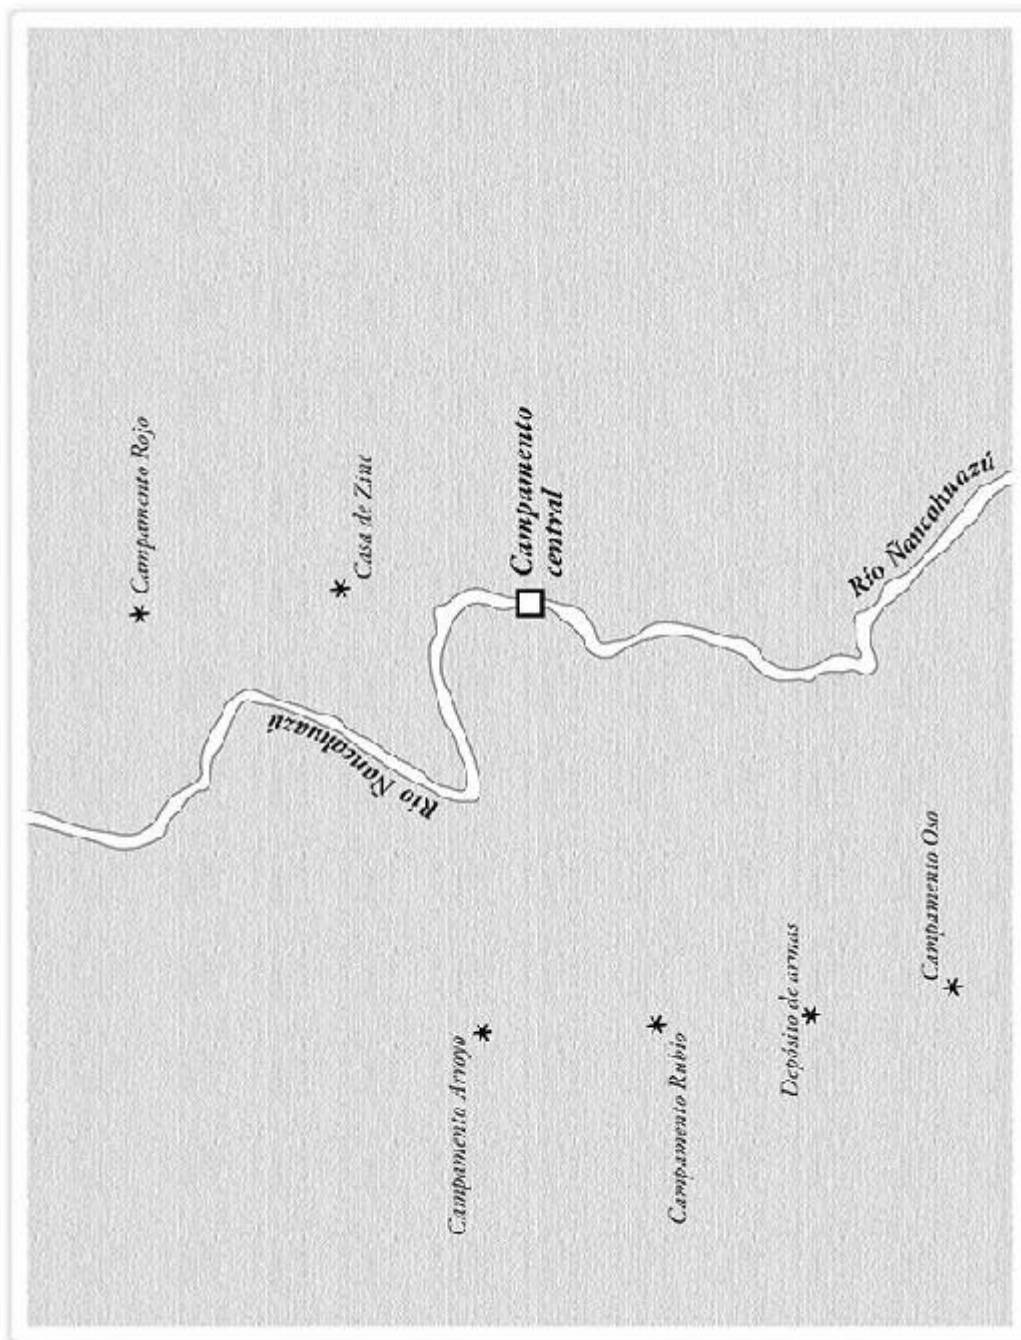 Campamento Rojo
Casa de Zinc
Río Ñancahuazú
Campamento
central
Río Ñancahuazú
Campamento Arroyo
Campamento Rubio
Depósito de armas
Campamento Oso